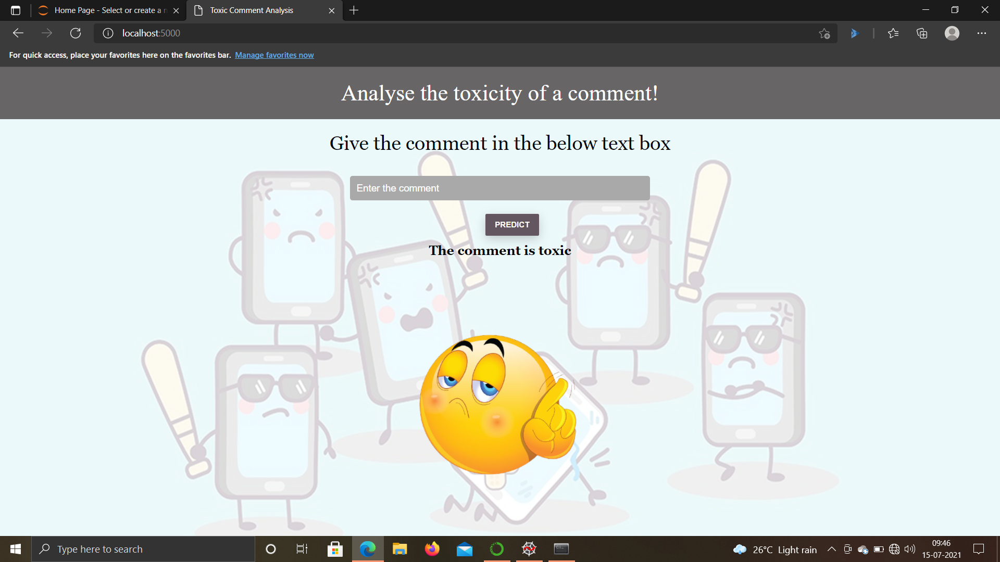 Home Page - Select or create a n
Toxic Comment Analysis
localhost:5000
For quick access, place your favorites here on the favorites bar. Manage favorites now
Analyse the toxicity of a comment!
Give the comment in the below text box
Enter the comment
PREDICT
The comment is toxic
Type here to search
26°C Light rain
09:46
15-07-2021